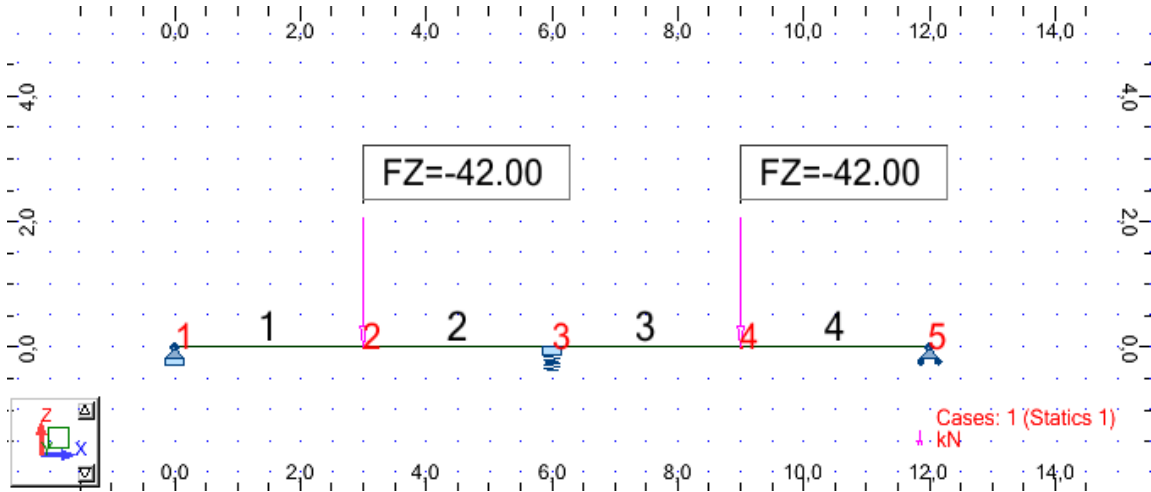 0,0 2,0 4,0 6,0 8,0 10,0 12,0 14,0
4,0 4,0
FZ=-42.00 FZ=-42.00
2,0 2,0
1 1 2 2 3 3 4 4 5
0,0 0,0
Cases: 1 (Statics 1)
kN
Z
X
0,0 2,0 4,0 6,0 8,0 10,0 12,0 14,0